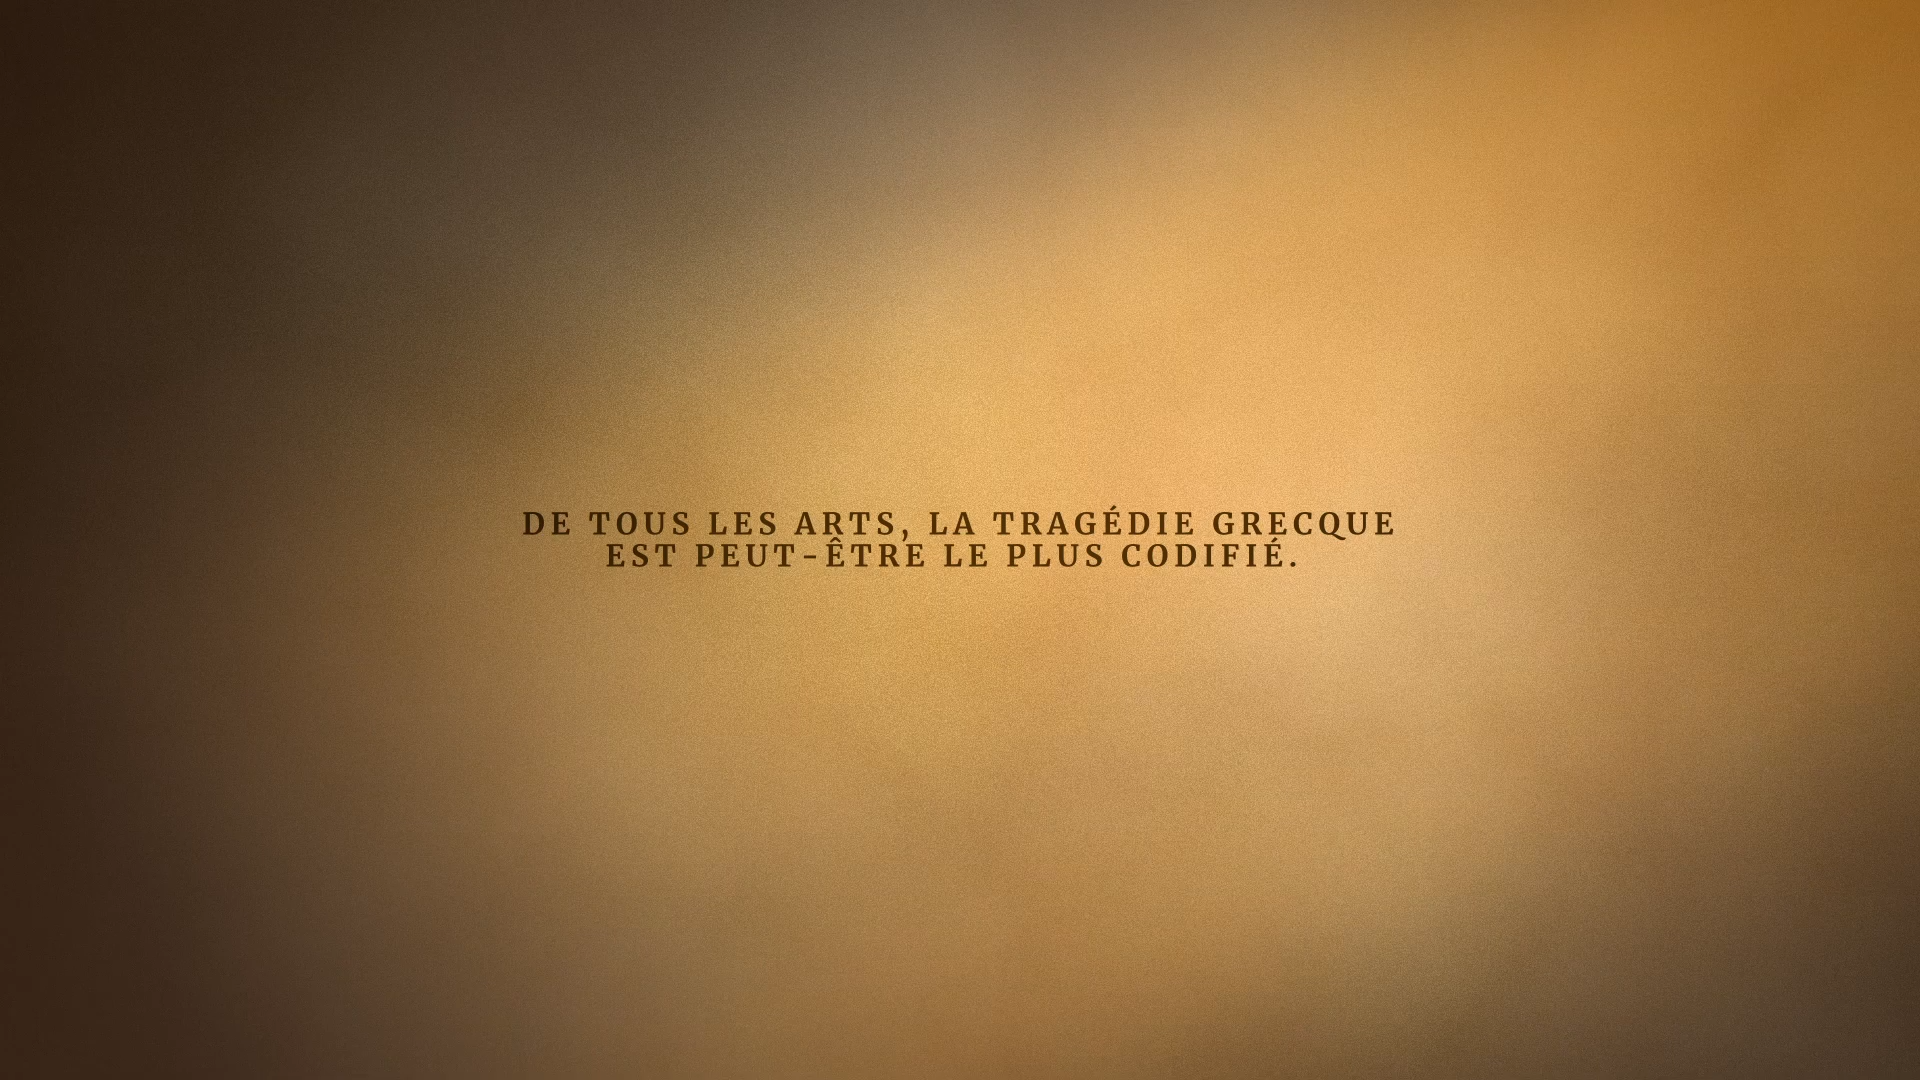 DE TOUS LES ARTS, LA TRAGÉDIE GRECQUE
EST PEUT-ÊTRE LE PLUS CODIFIÉ.